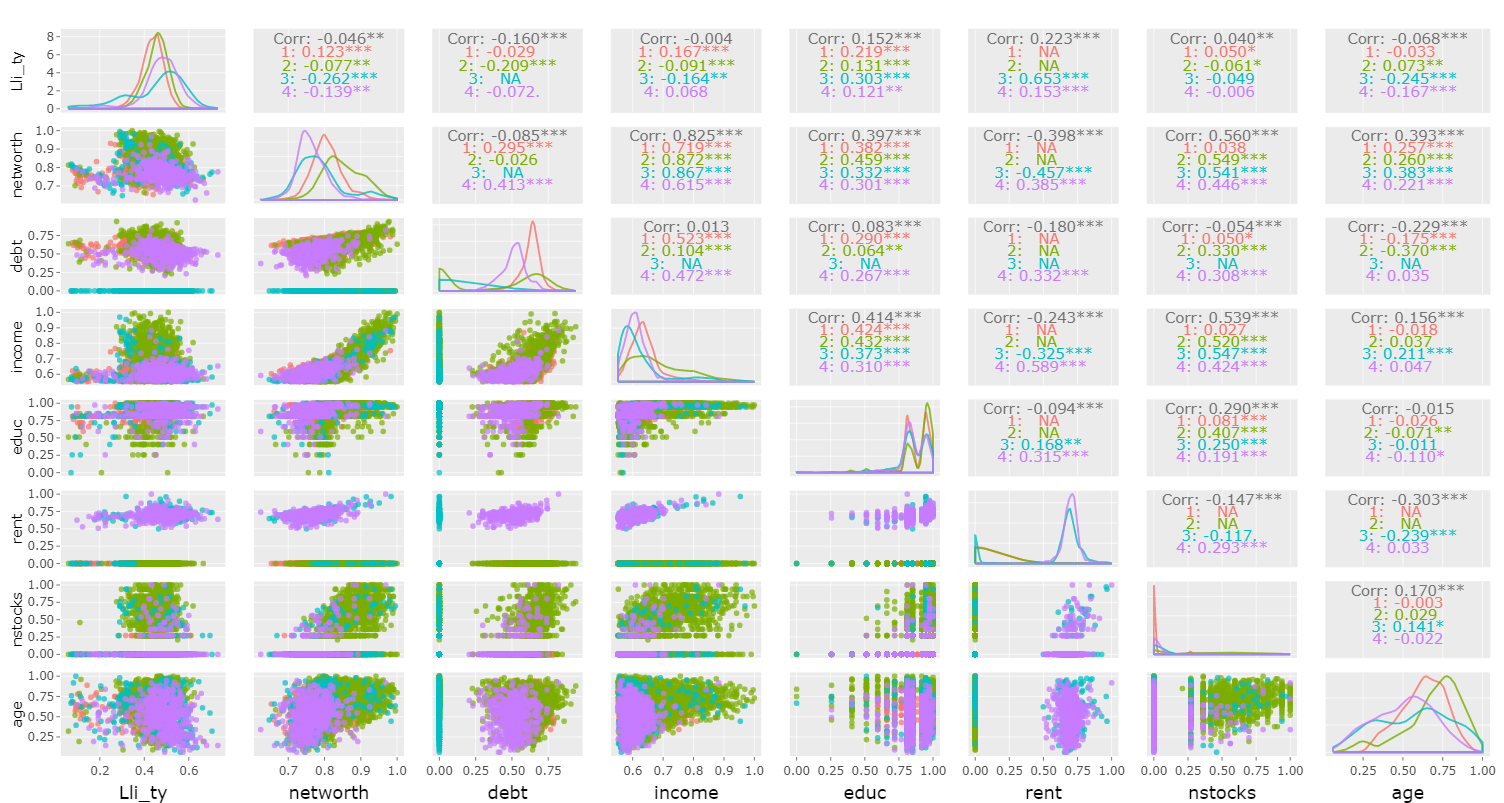 Lli_ty
8
6
4
2
0
Corr: -0.046**
1: 0.123***
2: -0.077**
3: -0.262***
4: -0.139**
Corr: -0.160***
1: -0.029
2: -0.209***
3: NA
4: -0.072.
Corr: -0.004
1: 0.167***
2: -0.091***
3: -0.164**
4: 0.068
Corr: 0.152***
1: 0.219***
2: 0.131***
3: 0.303***
4: 0.121**
Corr: 0.223***
1: NA
2: NA
3: 0.653***
4: 0.153***
Corr: 0.040**
1: 0.050*
2: -0.061*
3: -0.049
4: -0.006
Corr: -0.068***
1: -0.033
2: 0.073**
3: -0.245***
4: -0.167***
networth
1.0
0.9
0.8
0.7
Corr: -0.085***
1: 0.295***
2: -0.026
3: NA
4: 0.413***
Corr: 0.825***
1: 0.719***
2: 0.872***
3: 0.867***
4: 0.615***
Corr: 0.397***
1: 0.382***
2: 0.459***
3: 0.332***
4: 0.301***
Corr: -0.398***
1: NA
2: NA
3: -0.457***
4: 0.385***
Corr: 0.560***
1: 0.038
2: 0.549***
3: 0.541***
4: 0.446***
Corr: 0.393***
1: 0.257***
2: 0.260***
3: 0.383***
4: 0.221***
debt
0.75
0.50
0.25
0.00
Corr: 0.013
1: 0.523***
2: 0.104***
3: NA
4: 0.472***
Corr: 0.083***
1: 0.290***
2: 0.064**
3: NA
4: 0.267***
Corr: -0.180***
1: NA
2: NA
3: NA
4: 0.332***
Corr: -0.054***
1: 0.050*
2: 0.330***
3: NA
4: 0.308***
Corr: -0.229***
1: -0.175***
2: -0.370***
3: NA
4: 0.035
income
1.0
0.9
0.8
0.7
0.6
Corr: 0.414***
1: 0.424***
2: 0.432***
3: 0.373***
4: 0.310***
Corr: -0.243***
1: NA
2: NA
3: -0.325***
4: 0.589***
Corr: 0.539***
1: 0.027
2: 0.520***
3: 0.547***
4: 0.424***
Corr: 0.156***
1: -0.018
2: 0.037
3: 0.211***
4: 0.047
educ
1.00
0.75
0.50
0.25
0.00
Corr: -0.094***
1: NA
2: NA
3: 0.168**
4: 0.315***
Corr: 0.290***
1: 0.081***
2: 0.407***
3: 0.250***
4: 0.191***
Corr: -0.015
1: -0.026
2: -0.071**
3: -0.011
4: -0.110*
rent
1.00
0.75
0.50
0.25
0.00
Corr: -0.147***
1: NA
2: NA
3: -0.117.
4: 0.293***
Corr: -0.303***
1: NA
2: NA
3: -0.239***
4: 0.033
nstocks
1.00
0.75
0.50
0.25
0.00
Corr: 0.170***
1: -0.003
2: 0.029
3: 0.141*
4: -0.022
age
1.00
0.75
0.50
0.25
0.2 0.4 0.6 0.7 0.8 0.9 1.0 0.00 0.25 0.50 0.75 0.6 0.7 0.8 0.9 1.0 0.00 0.25 0.50 0.75 1.00 0.00 0.25 0.50 0.75 1.00 0.00 0.25 0.50 0.75 1.00 0.25 0.50 0.75 1.00
Lli_ty networth debt income educ rent nstocks age